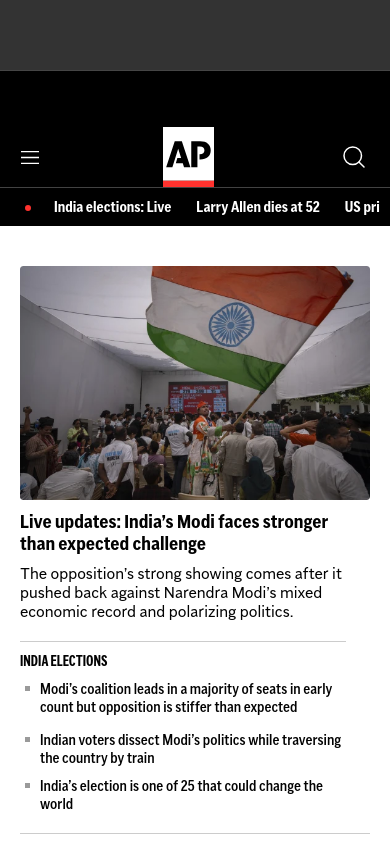 AP
India elections: Live Larry Allen dies at 52 US pri
Live updates: India’s Modi faces stronger
than expected challenge
The opposition’s strong showing comes after it
pushed back against Narendra Modi’s mixed
economic record and polarizing politics.
INDIA ELECTIONS
Modi’s coalition leads in a majority of seats in early
count but opposition is stiffer than expected
Indian voters dissect Modi’s politics while traversing
the country by train
India’s election is one of 25 that could change the
world